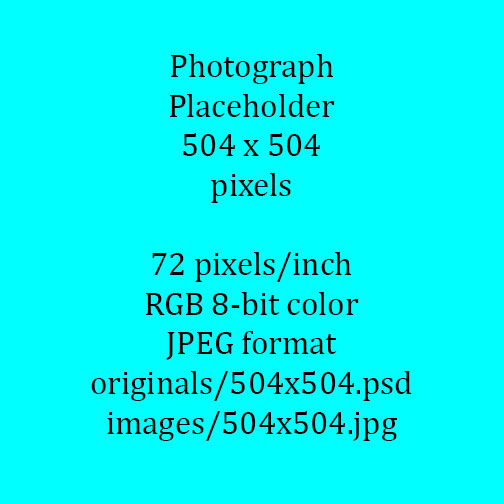 Photograph
Placeholder
504 x 504
pixels
72 pixels/inch
RGB 8-bit color
JPEG format
originals/504x504.psd
images/504x504.jpg